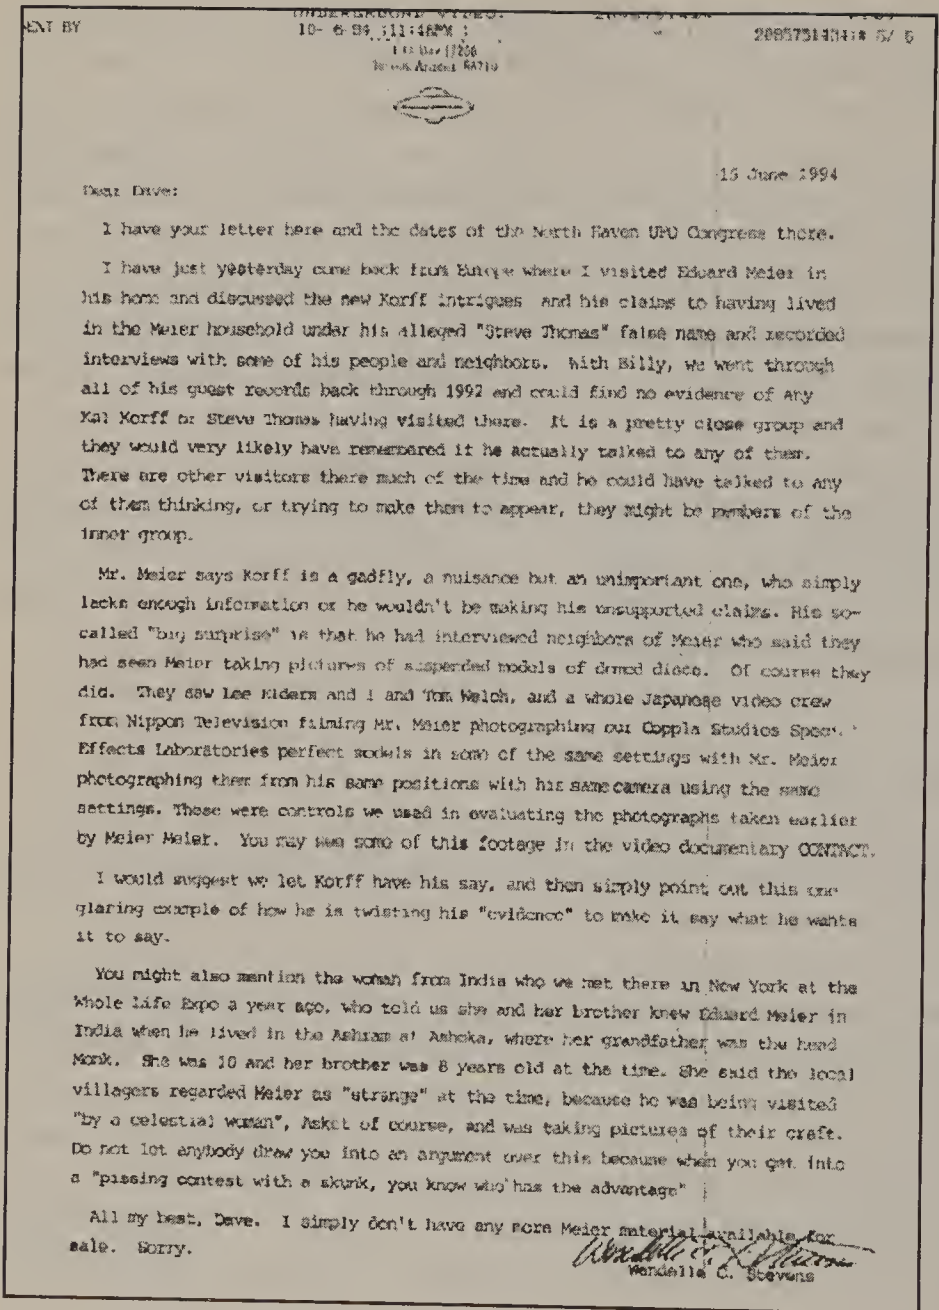 ENT BY
UNDERGROUND VIDEO.
10- 6-94 ;11:46PM ;
2085751434# 5/ 6
15 June 1994
Dear Dave:
I have your letter here and the dates of the North Haven UFO Congress there.
I have just yesterday come back from Europe where I visited Eduard Meier in
his home and discussed the new Korff intrigues and his claims to having lived
in the Meier household under his alleged "Steve Thomas" false name and recorded
interviews with some of his people and neighbors. With Billy, we went through
all of his guest records back through 1992 and could find no evidence of any
Kal Korff or Steve Thomas having visited there. It is a pretty close group and
they would very likely have remembered it he actually talked to any of them.
There are other visitors there much of the time and he could have talked to any
of them thinking, or trying to make them to appear, they might be members of the
inner group.
Mr. Meier says Korff is a gadfly, a nuisance but an unimportant one, who simply
lacks enough information or he wouldn't be making his unsupported claims. His so-
called "big surprise" is that he had interviewed neighbors of Meier who said they
had seen Meier taking pictures of suspended models of domed discs. Of course they
did. They saw Lee Elders and I and Tom Welch, and a whole Japanese video crew
from Nippon Television filming Mr. Meier photographing our Coppla Studios
Effects Laboratories perfect models in some of the same settings with Mr. Meier
photographing them from his same positions with his same camera using the same
settings. These were controls we used in evaluating the photographs taken earlier
by Meier Meier. You may see some of this footage in the video documentary CONTACT.
I would suggest we let Korff have his say, and then simply point out this one
glaring example of how he is twisting his "evidence" to make it say what he wants
it to say.
You might also mention the woman from India who we met there in New York at the
Whole Life Expo a year ago, who told us she and her brother knew Eduard Meier in
India when he lived in the Ashram at Ashoka, where her grandfather was the head
Monk. She was 10 and her brother was 8 years old at the time. She said the local
villagers regarded Meier as "strange" at the time, because he was being visited
"by a celestial woman", Asket of course, and was taking pictures of their craft.
Do not let anybody draw you into an argument over this because when you get into
a "pissing contest with a skunk, you know who has the advantage"
All my best, Dave. I simply don't have any more Meier material available for
sale. Sorry.
Wendelle C. Stevens
Wendelle C. Stevens